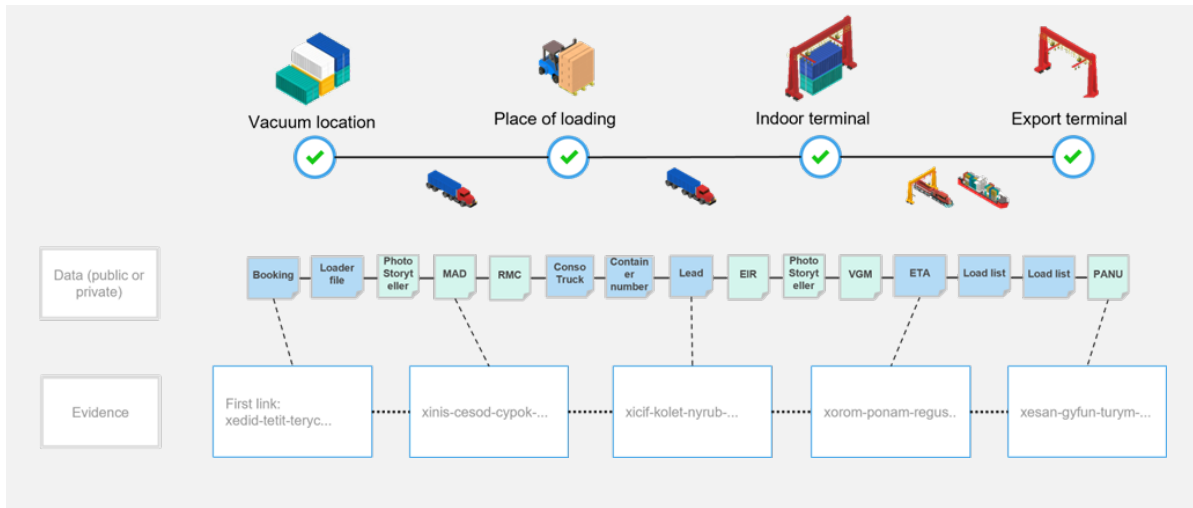 Vacuum location
Place of loading
Indoor terminal
Export terminal
Data (public or
private)
Booking
Loader
file
Photo
Storyt
eller
MAD
RMC
Conso
Truck
Contain
er
number
Lead
EIR
Photo
Storyt
eller
VGM
ETA
Load list
Load list
PANU
Evidence
First link:
xedid-tetit-teryc...
xinis-cesod-cypok-...
xicif-kolet-nyrub-...
xorom-ponam-regus..
xesan-gyfun-turym-...